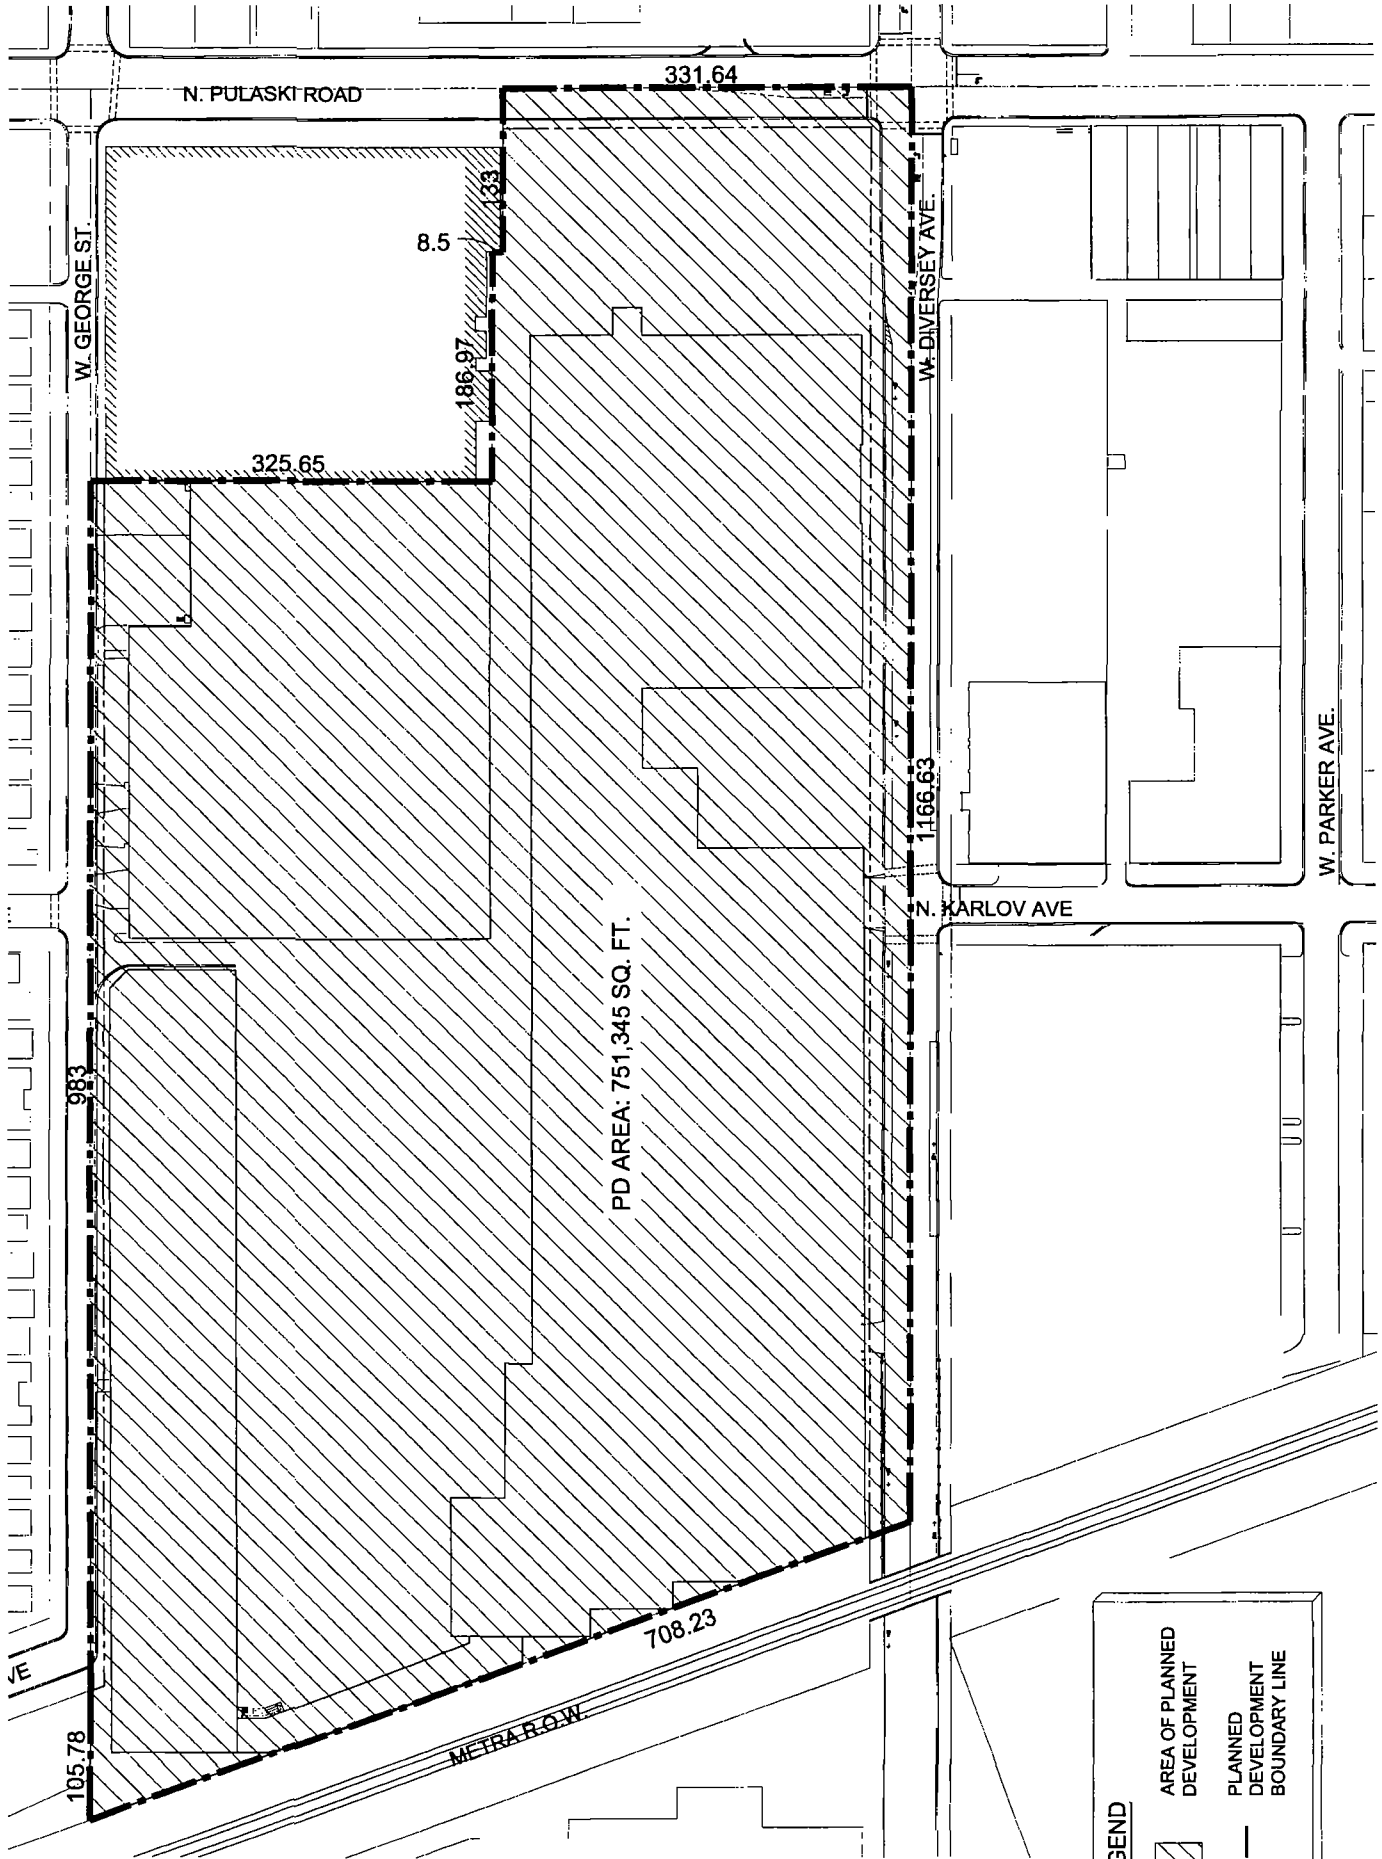 331.64
N. PULASKI ROAD
133
8.5
W. GEORGE ST.
W. DIVERSEY AVE.
186.97
325.65
1166.63
W. PARKER AVE.
N. KARLOV AVE
PD AREA: 751,345 SQ. FT.
983
708.23
VE
METRA R.O.W.
105.78
GEND
AREA OF PLANNED
DEVELOPMENT
PLANNED
DEVELOPMENT
BOUNDARY LINE